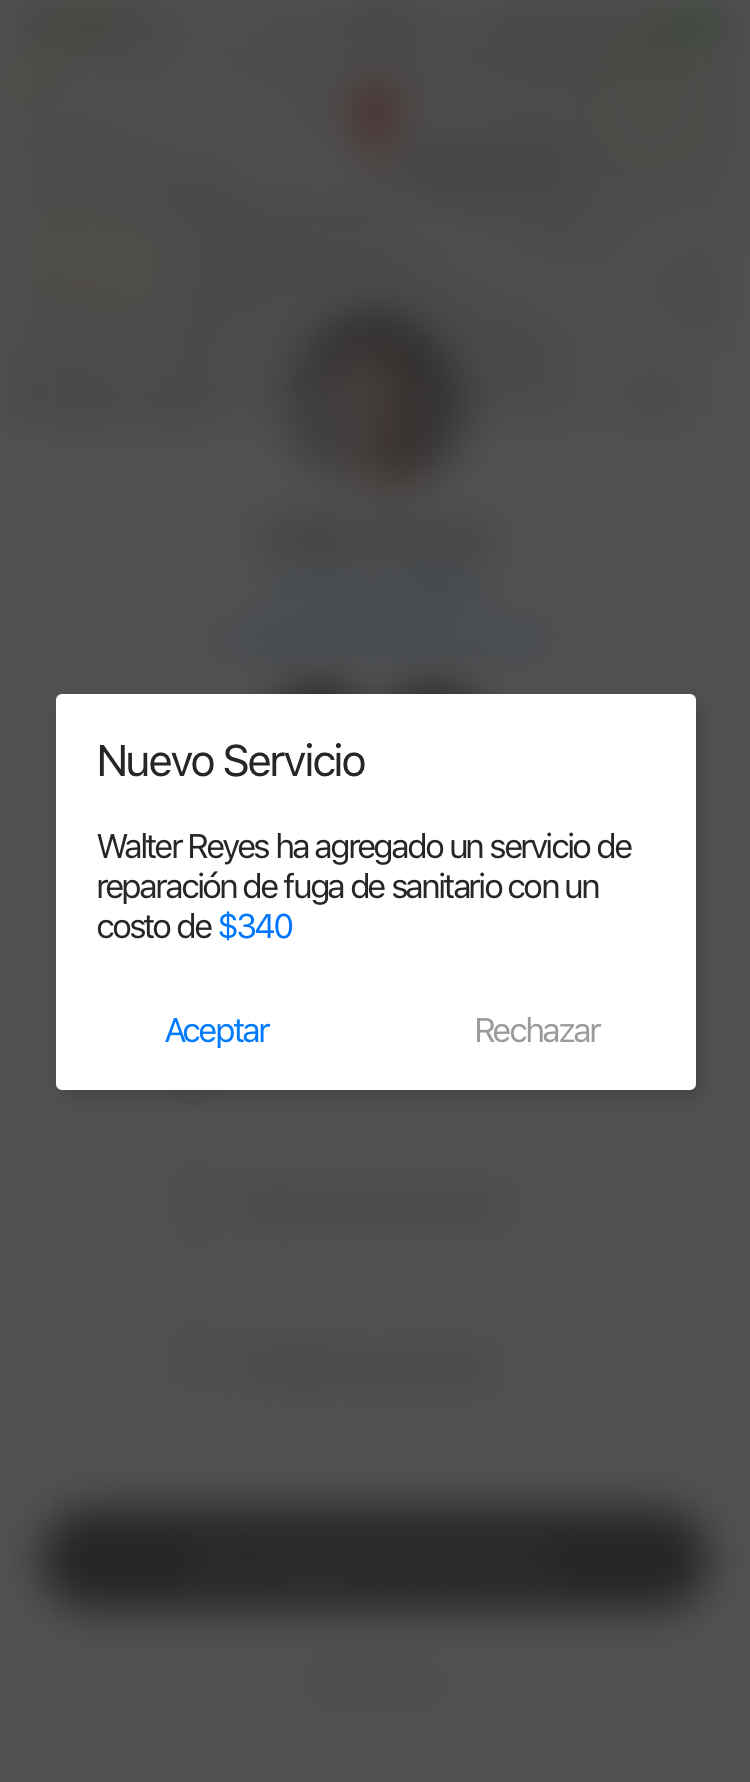 Nuevo Servicio
Walter Reyes ha agregado un servicio de
reparación de fuga de sanitario con un
costo de $340
Aceptar
Rechazar